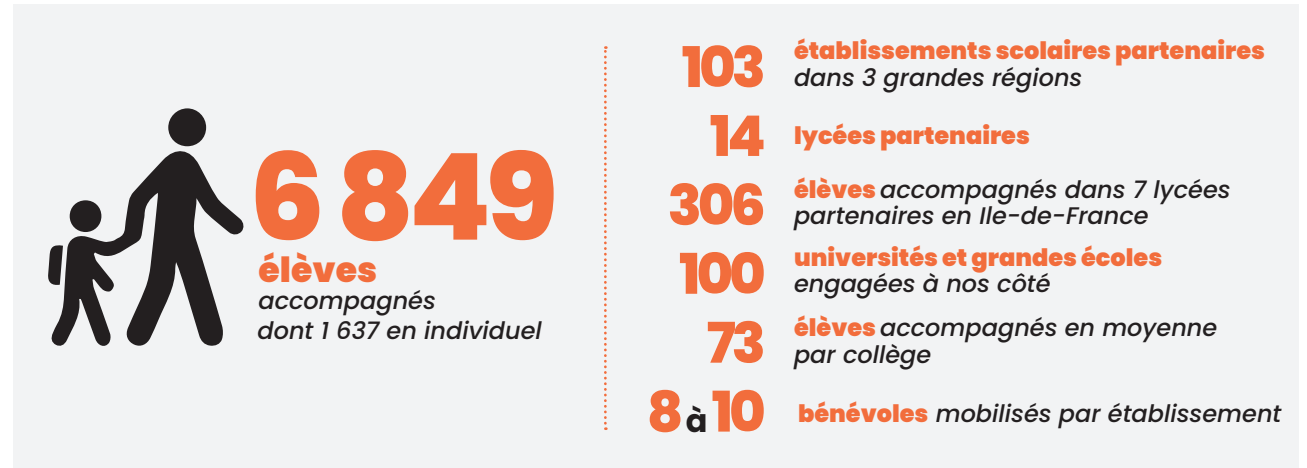 6 849
élèves
accompagnés
dont 1 637 en individuel
103 établissements scolaires partenaires
dans 3 grandes régions
14 lycées partenaires
306 élèves accompagnés dans 7 lycées
partenaires en Ile-de-France
100 universités et grandes écoles
engagées à nos côté
73 élèves accompagnés en moyenne
par collège
8 à 10 bénévoles mobilisés par établissement